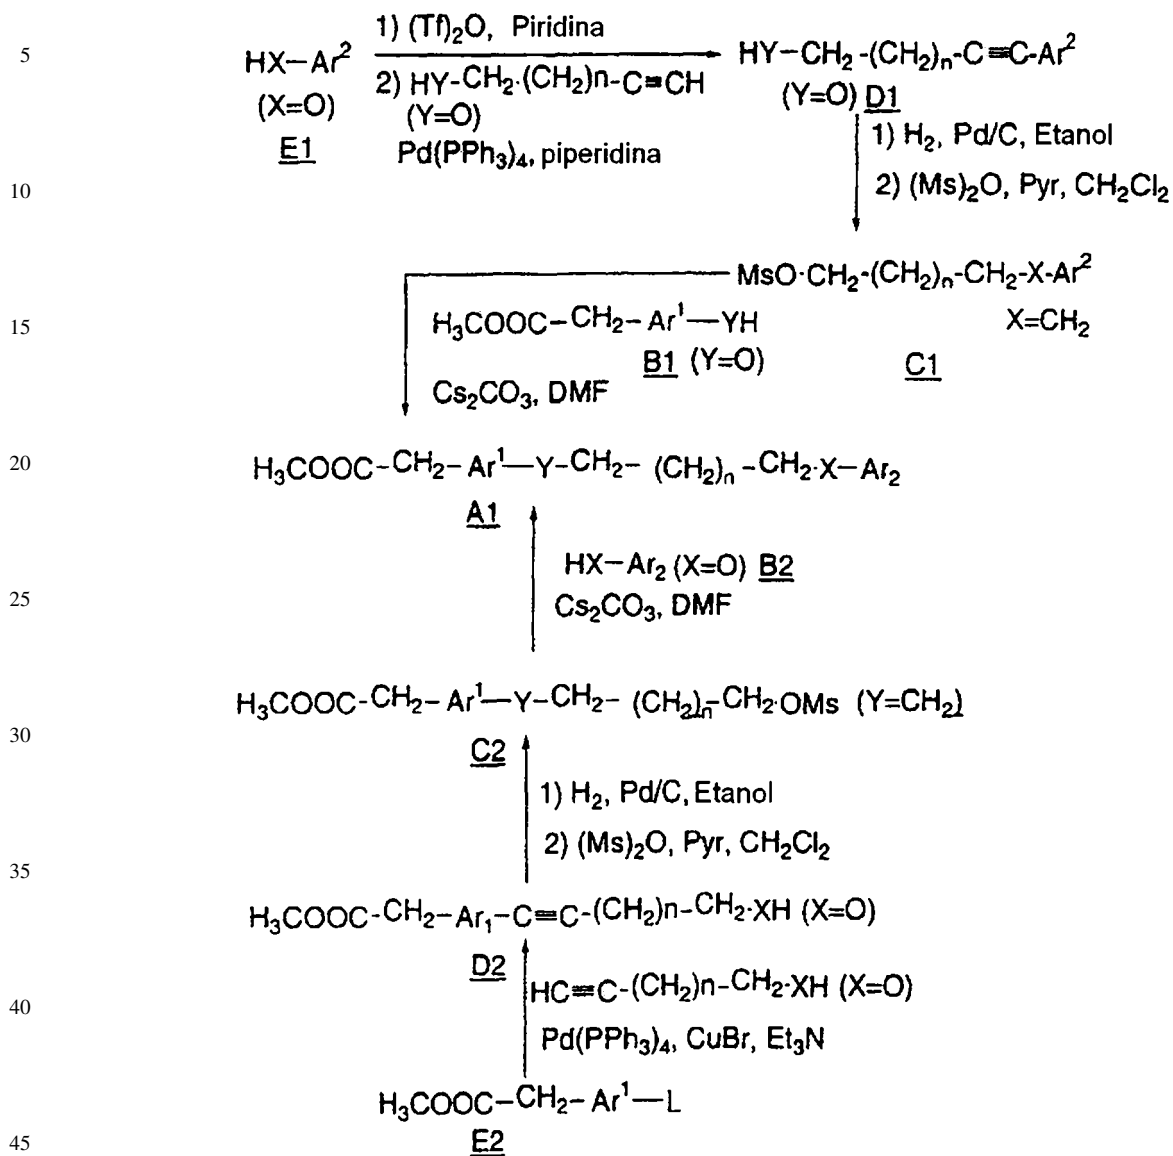 1) (Tf)₂O, Piridina
5
HX-Ar²
HY-CH₂-(CH₂)ₙ-C≡C-Ar²
2) HY-CH₂·(CH₂)n-C≡CH
(X=O)
(Y=O)
(Y=O) D1
E1
Pd(PPh₃)₄, piperidina
1) H₂, Pd/C, Etanol
10
2) (Ms)₂O, Pyr, CH₂Cl₂
MsO·CH₂-(CH₂)ₙ-CH₂-X-Ar²
15
H₃COOC-CH₂-Ar¹—YH
X=CH₂
B1 (Y=O)
C1
Cs₂CO₃, DMF
20
H₃COOC-CH₂-Ar¹—Y-CH₂-(CH₂)ₙ-CH₂·X-Ar₂
A1
HX-Ar₂ (X=O) B2
25
Cs₂CO₃, DMF
H₃COOC-CH₂-Ar¹—Y-CH₂-(CH₂)ₙ-CH₂·OMs (Y=CH₂)
30
C2
1) H₂, Pd/C, Etanol
2) (Ms)₂O, Pyr, CH₂Cl₂
35
H₃COOC-CH₂-Ar₁-C≡C-(CH₂)n-CH₂·XH (X=O)
D2
HC≡C-(CH₂)n-CH₂·XH (X=O)
40
Pd(PPh₃)₄, CuBr, Et₃N
H₃COOC-CH₂-Ar¹—L
E2
45